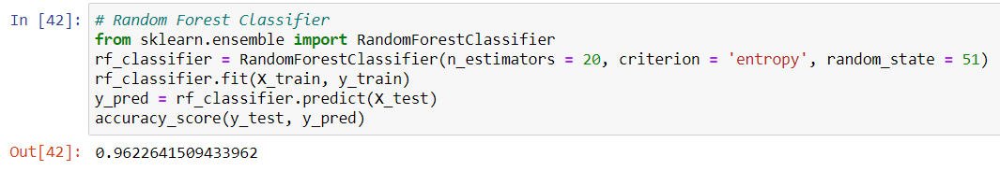 In [42]: # Random Forest Classifier
from sklearn.ensemble import RandomForestClassifier
rf_classifier = RandomForestClassifier(n_estimators = 20, criterion = 'entropy', random_state = 51)
rf_classifier.fit(X_train, y_train)
y_pred = rf_classifier.predict(X_test)
accuracy_score(y_test, y_pred)
Out[42]: 0.9622641509433962